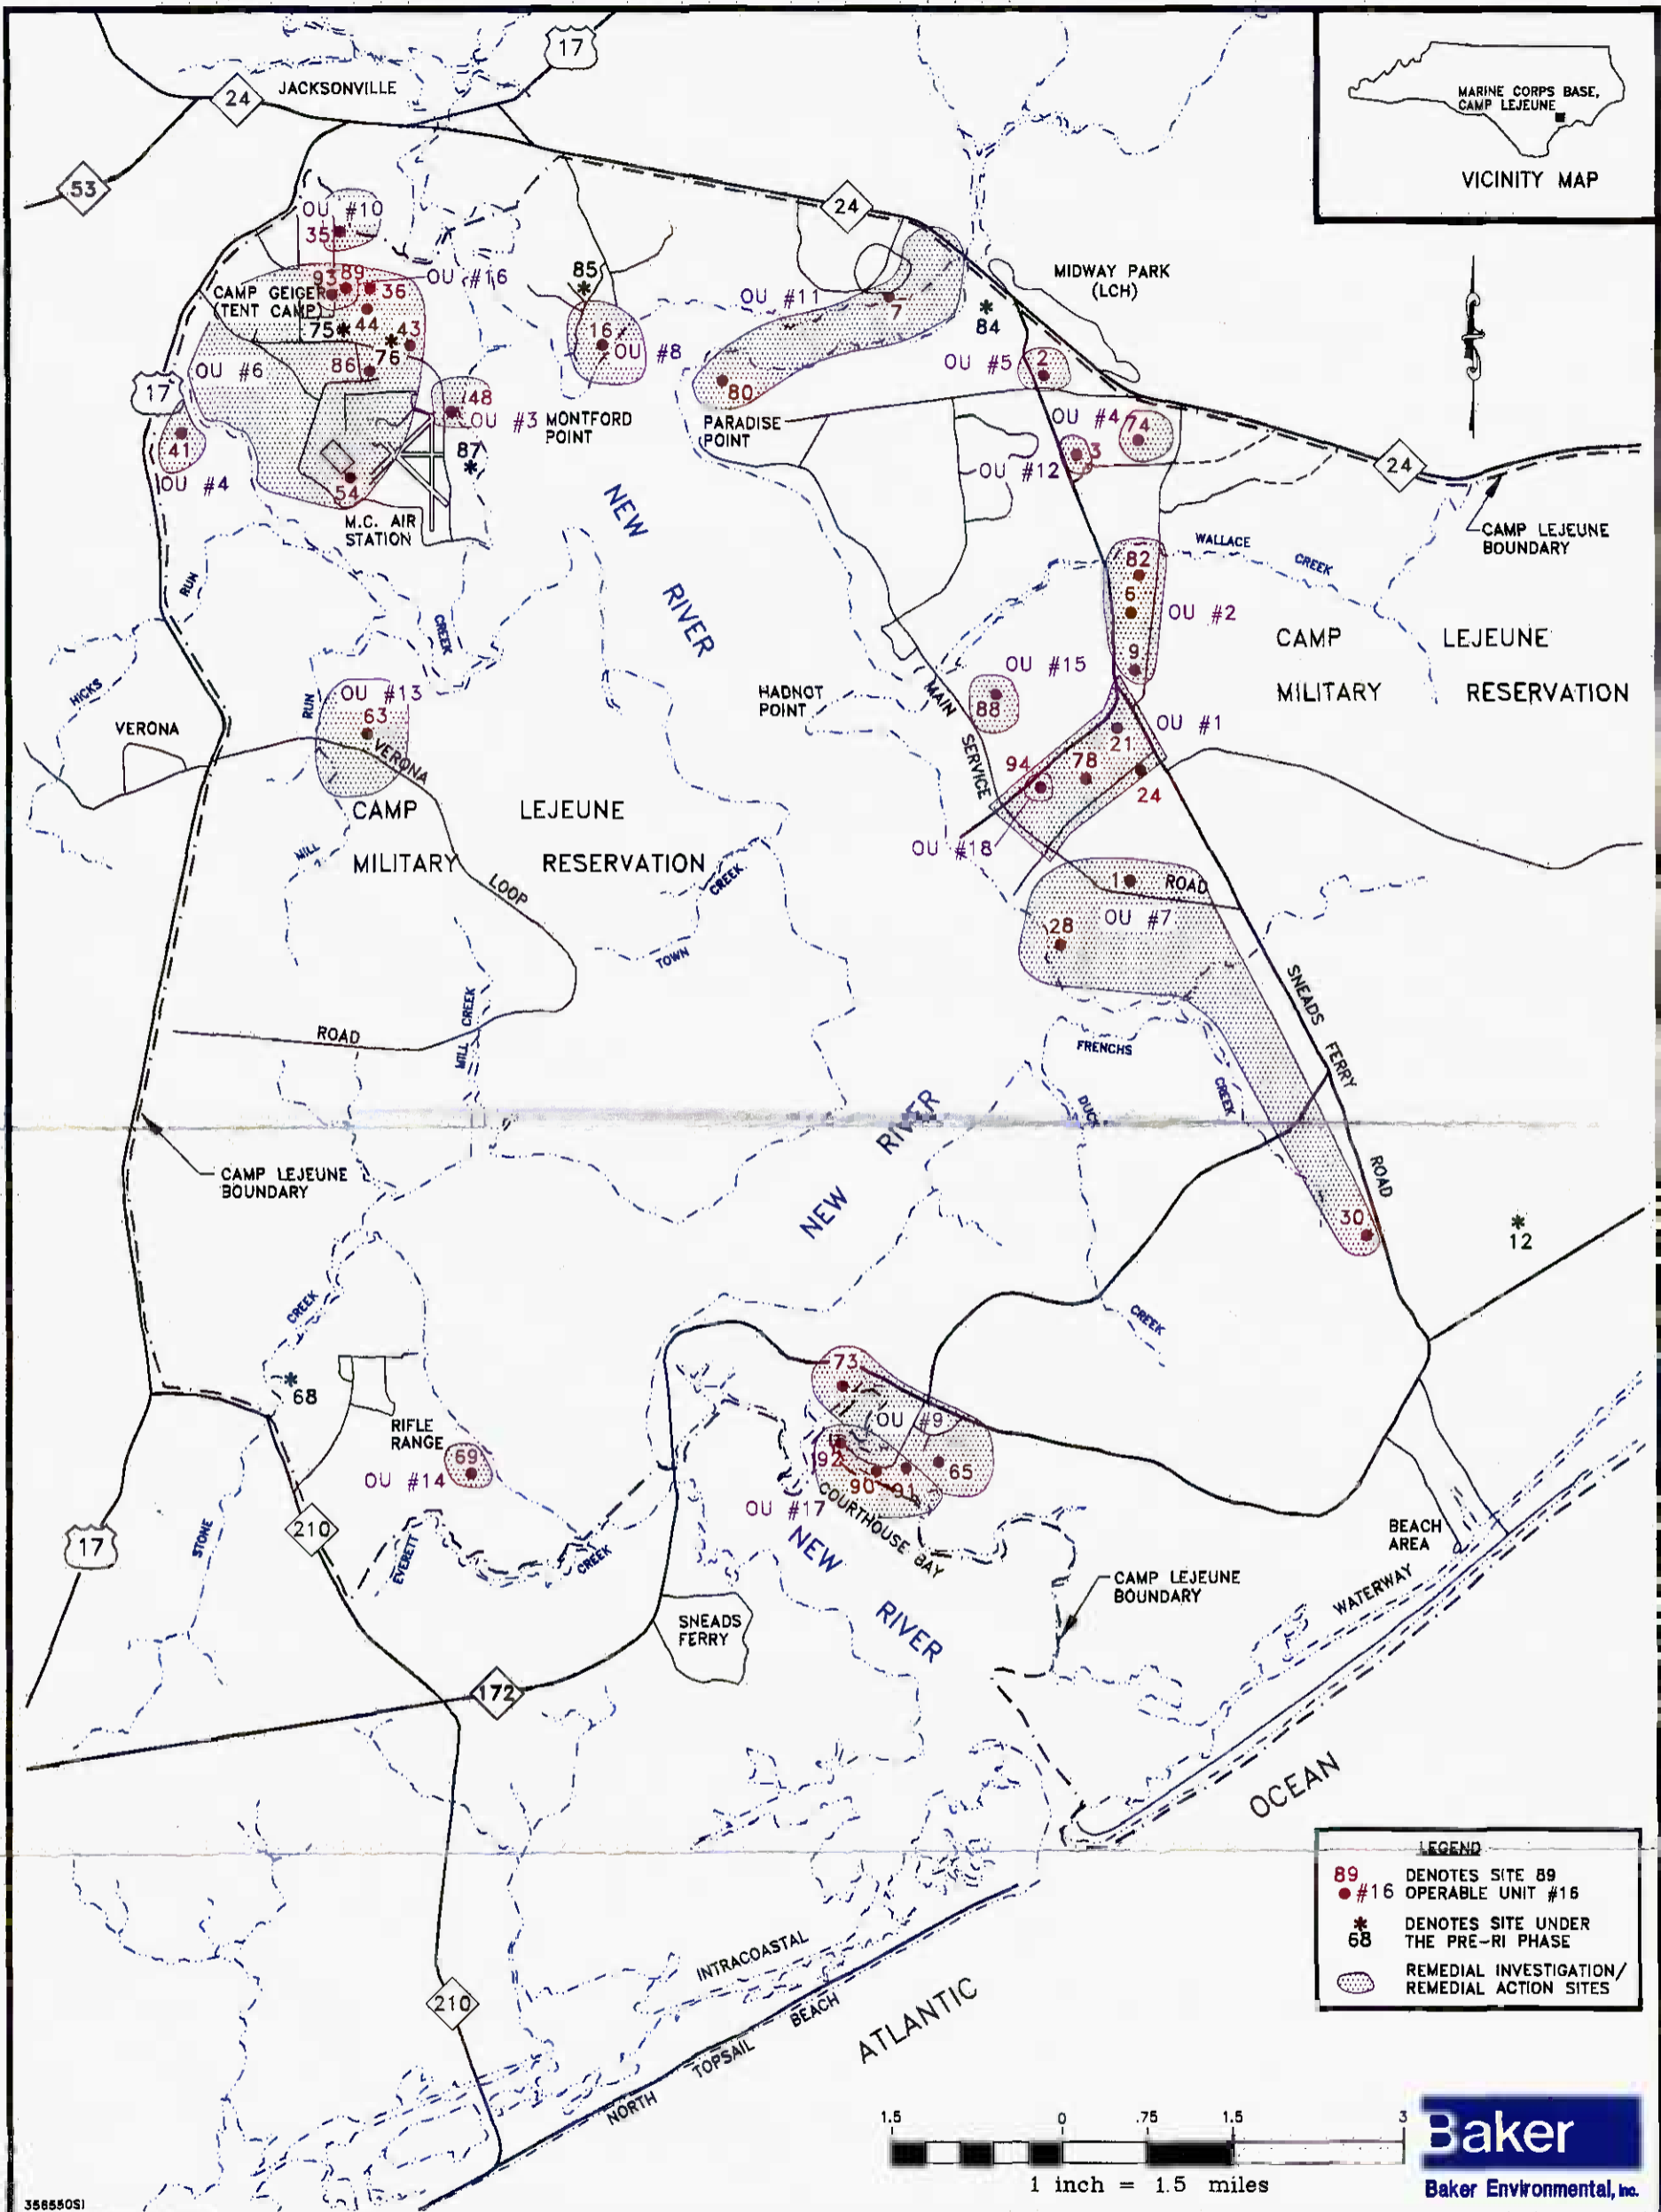 17
JACKSONVILLE
24
53
MARINE CORPS BASE,
CAMP LEJEUNE
VICINITY MAP
24
OU #10
35
93
89
36
OU #16
CAMP GEIGER
(TENT CAMP)
75
44
43
76
86
OU #6
17
41
OU #4
48
OU #3
87
54
M.C. AIR
STATION
85
16
OU #8
MONTFORD
POINT
OU #11
7
80
PARADISE
POINT
84
MIDWAY PARK
(LCH)
OU #5
2
OU #4
74
3
OU #12
24
CAMP LEJEUNE
BOUNDARY
NEW
RIVER
WALLACE
CREEK
82
6
OU #2
9
CAMP LEJEUNE
MILITARY RESERVATION
RUN
CREEK
HICKS
RUN
OU #13
63
VERONA
VERONA
HADNOT
POINT
OU #15
88
MAIN
SERVICE
OU #1
21
94
78
24
OU #18
CAMP LEJEUNE
MILITARY RESERVATION
MILL
LOOP
CREEK
TOWN
1
ROAD
OU #7
28
ROAD
MILL CREEK
SNEADS
FERRY
ROAD
FRENCHS
CREEK
DUCK
CREEK
NEW
RIVER
CAMP LEJEUNE
BOUNDARY
30
12
CREEK
68
RIFLE
RANGE
69
OU #14
73
OU #9
92
90
91
65
OU #17
COURTHOUSE BAY
NEW
RIVER
17
210
STONE
EVERETT
CREEK
SNEADS
FERRY
172
CAMP LEJEUNE
BOUNDARY
BEACH
AREA
WATERWAY
OCEAN
ATLANTIC
INTRACOASTAL
NORTH TOPSAIL BEACH
210
LEGEND
89
#16
DENOTES SITE 89
OPERABLE UNIT #16
68
DENOTES SITE UNDER
THE PRE-RI PHASE
REMEDIAL INVESTIGATION/
REMEDIAL ACTION SITES
1.5 0 .75 1.5 3
1 inch = 1.5 miles
Baker
Baker Environmental, Inc.
356550SI